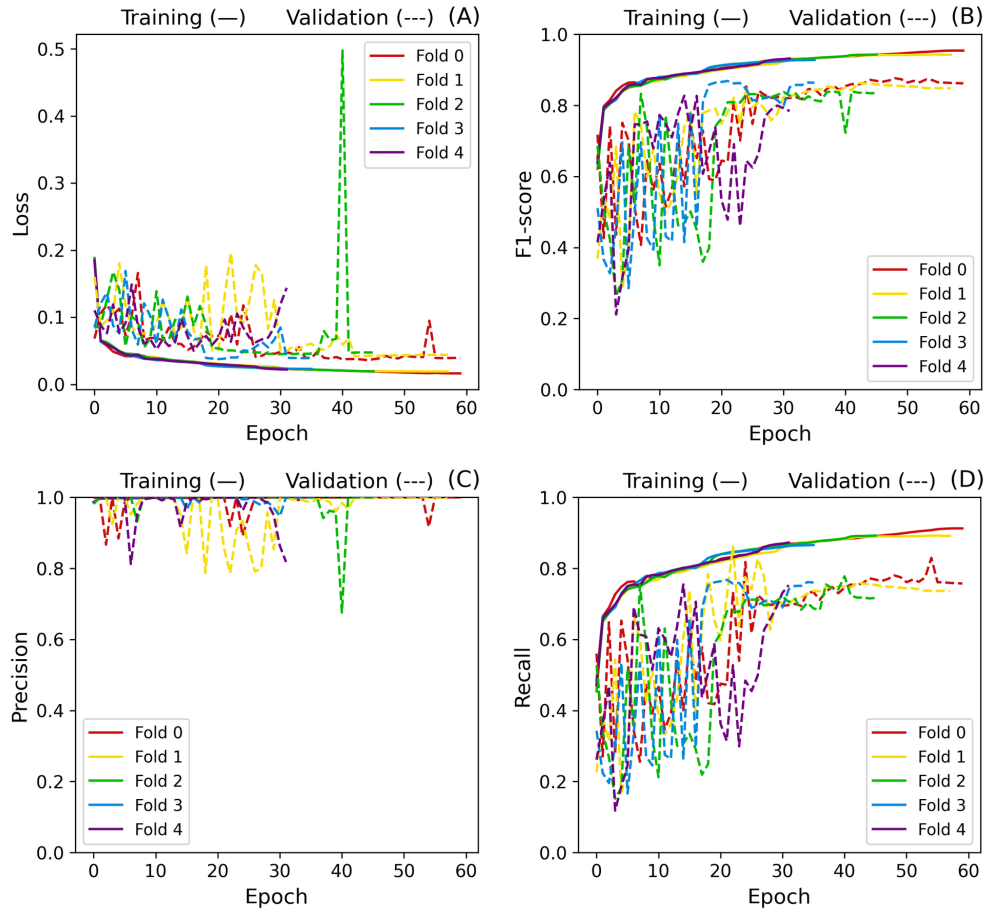 Training (—) Validation (---) (A)
0.5
0.4
0.3
0.2
0.1
0.0
Loss
Fold 0
Fold 1
Fold 2
Fold 3
Fold 4
0 10 20 30 40 50 60
Epoch
Training (—) Validation (---) (B)
1.0
0.8
0.6
0.4
0.2
0.0
F1-score
Fold 0
Fold 1
Fold 2
Fold 3
Fold 4
0 10 20 30 40 50 60
Epoch
Training (—) Validation (---) (C)
1.0
0.8
0.6
0.4
0.2
0.0
Precision
Fold 0
Fold 1
Fold 2
Fold 3
Fold 4
0 10 20 30 40 50 60
Epoch
Training (—) Validation (---) (D)
1.0
0.8
0.6
0.4
0.2
0.0
Recall
Fold 0
Fold 1
Fold 2
Fold 3
Fold 4
0 10 20 30 40 50 60
Epoch